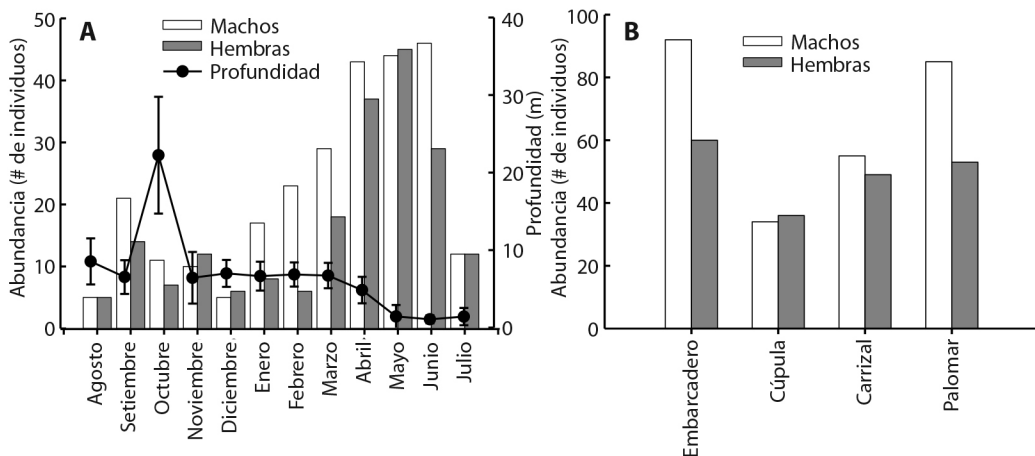 A
Machos
Hembras
Profundidad
Abundancia (# de individuos)
50
40
30
20
10
0
Profundidad (m)
40
30
20
10
0
Agosto
Setiembre
Octubre
Noviembre
Diciembre.
Enero
Febrero
Marzo
Abril.
Mayo
Junio
Julio
B
Machos
Hembras
Abundancia (# de individuos)
100
80
60
40
20
0
Embarcadero
Cúpula
Carrizal
Palomar